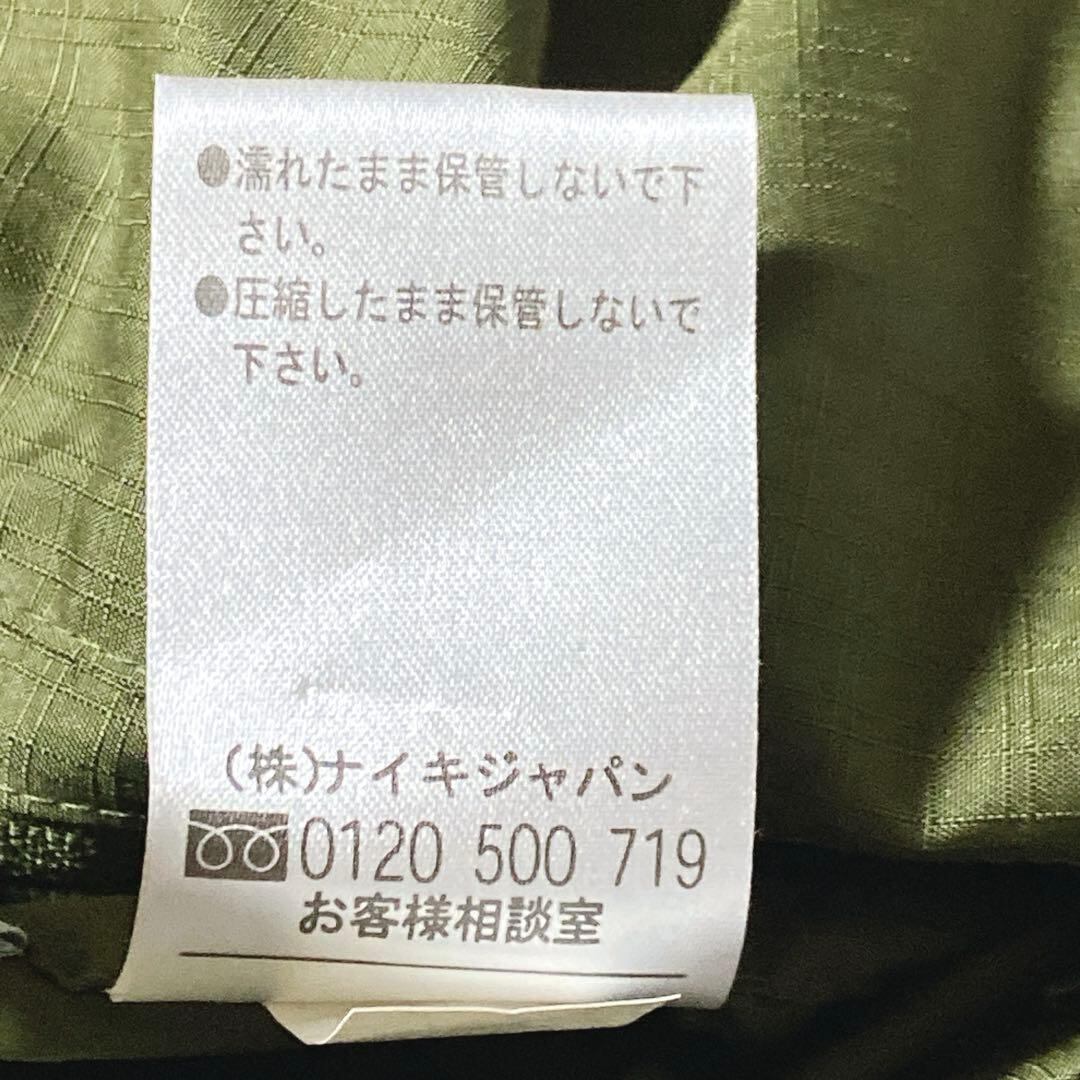 ●濡れたまま保管しないで下
さい。
●圧縮したまま保管しないで
下さい。
(株)ナイキジャパン
0120 500 719
お客様相談室